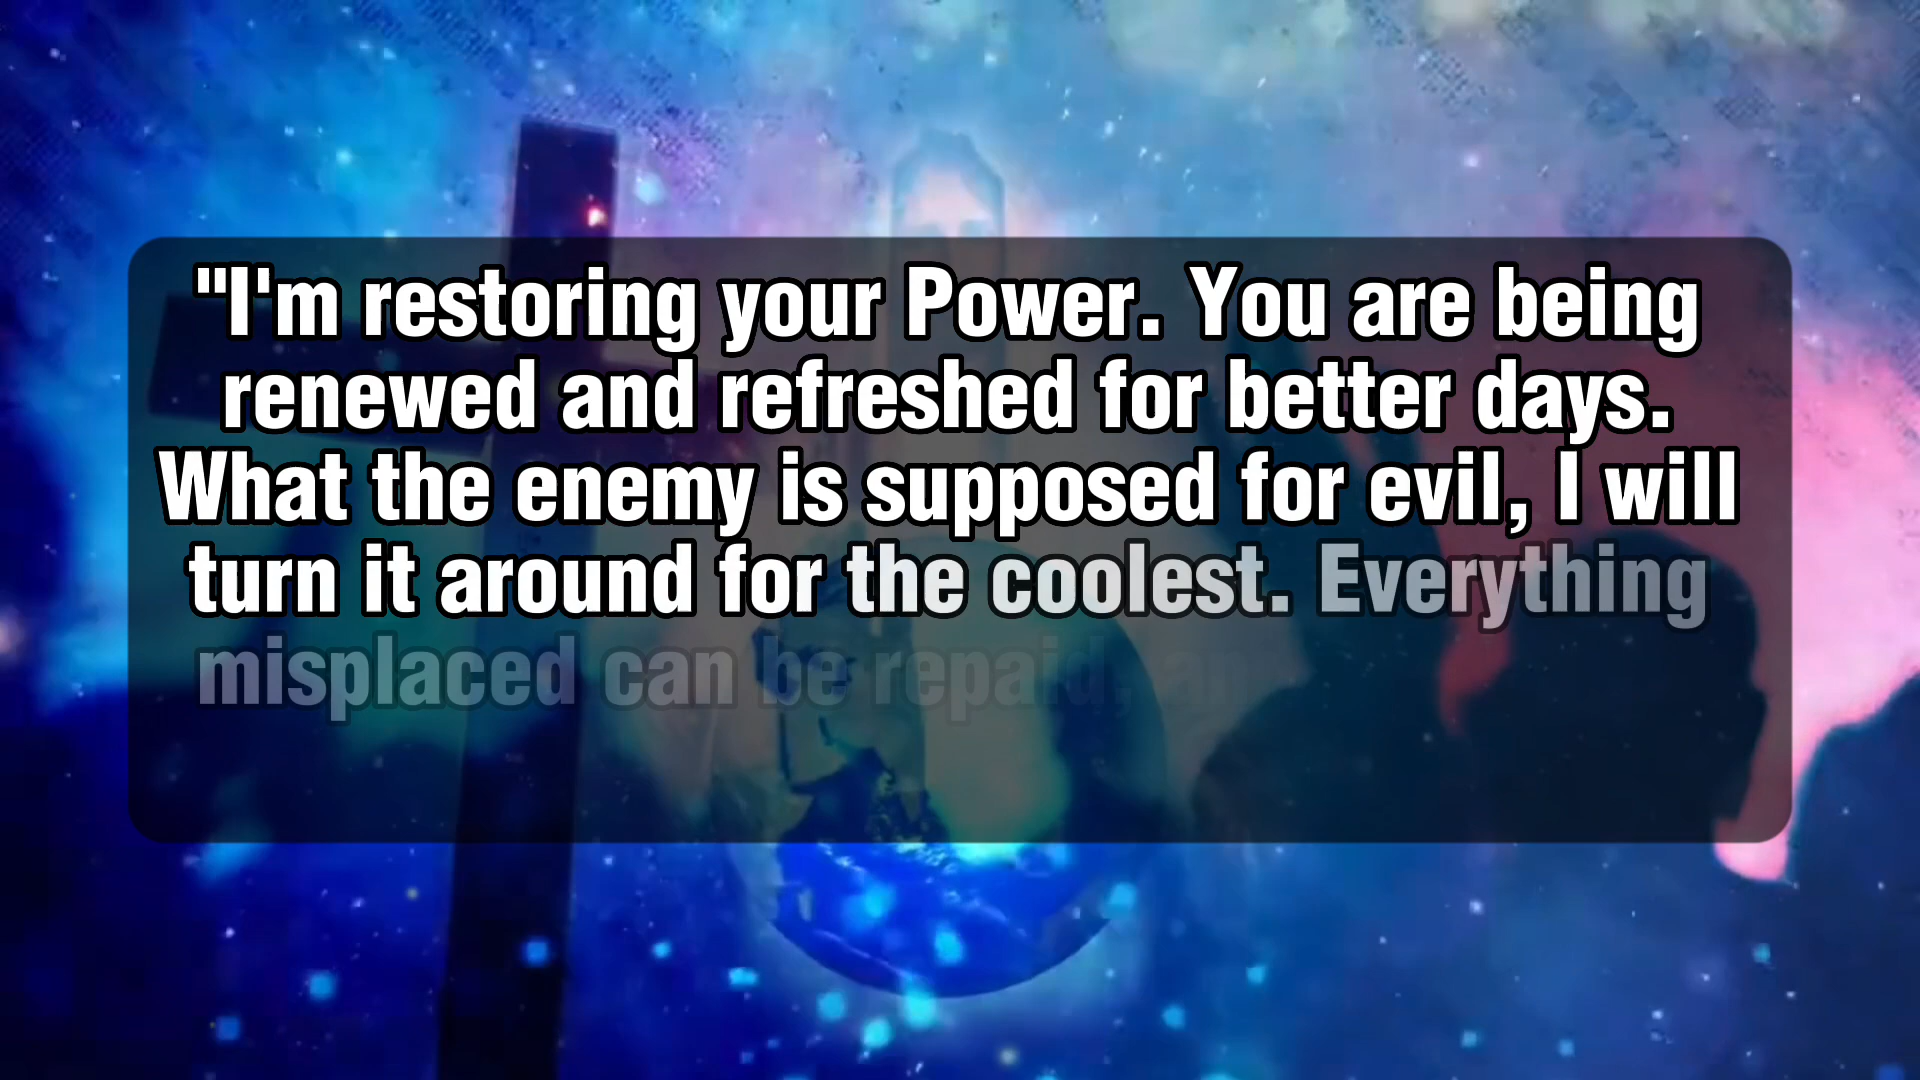 "I'm restoring your Power. You are being
renewed and refreshed for better days.
What the enemy is supposed for evil, I will
turn it around for the coolest. Everything
misplaced can be repaid, an